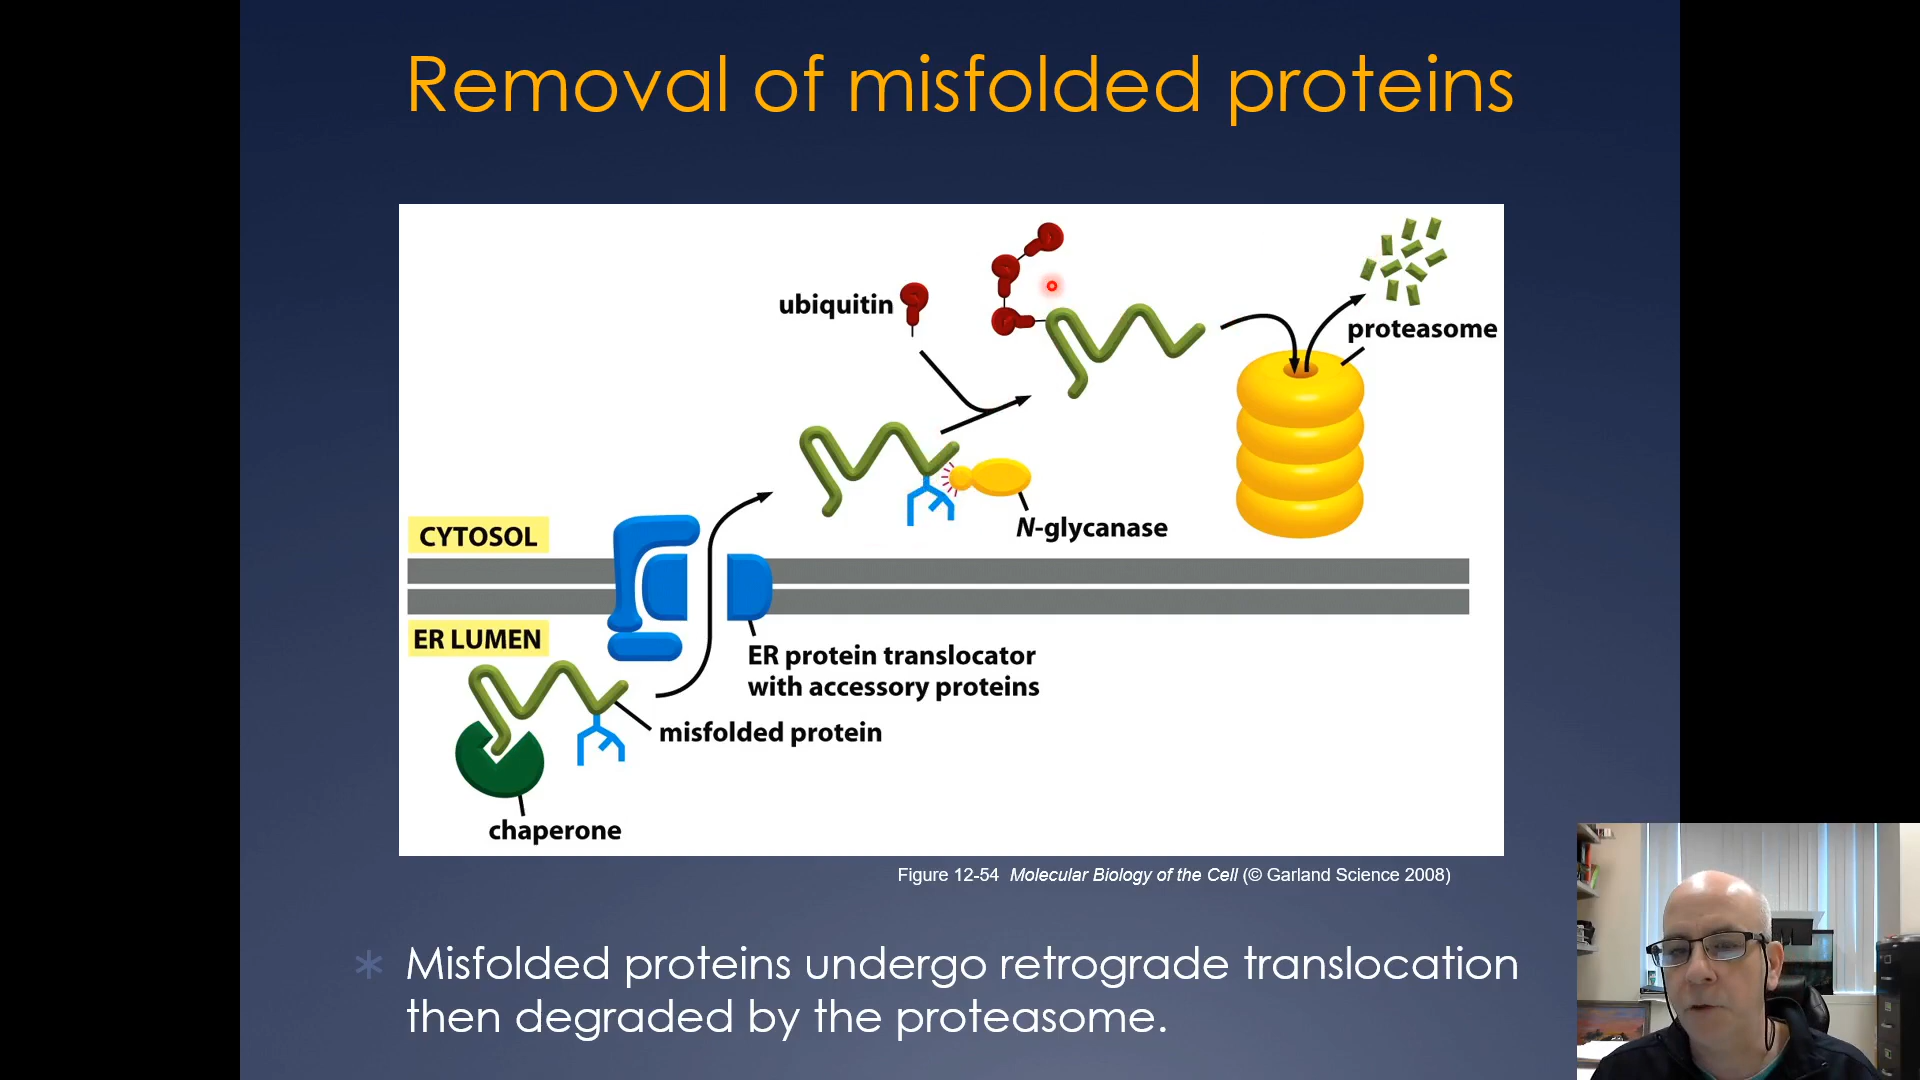 Removal of misfolded proteins
ubiquitin
proteasome
N-glycanase
CYTOSOL
ER LUMEN
ER protein translocator
with accessory proteins
misfolded protein
chaperone
Figure 12-54 Molecular Biology of the Cell (© Garland Science 2008)
* Misfolded proteins undergo retrograde translocation
then degraded by the proteasome.